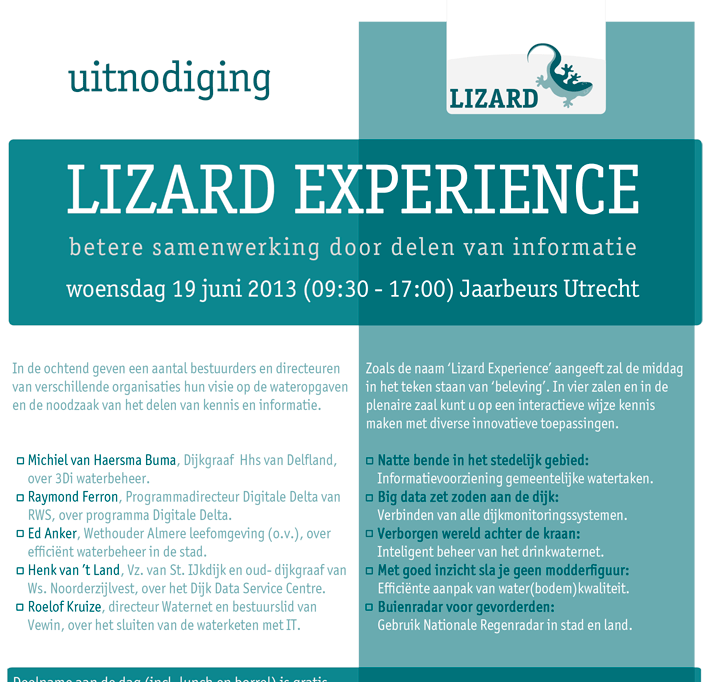 uitnodiging
LIZARD
LIZARD EXPERIENCE
betere samenwerking door delen van informatie
woensdag 19 juni 2013 (09:30 - 17:00) Jaarbeurs Utrecht
In de ochtend geven een aantal bestuurders en directeuren
van verschillende organisaties hun visie op de wateropgaven
en de noodzaak van het delen van kennis en informatie.
Michiel van Haersma Buma, Dijkgraaf Hhs van Delfland,
over 3Di waterbeheer.
Raymond Ferron, Programmadirecteur Digitale Delta van
RWS, over programma Digitale Delta.
Ed Anker, Wethouder Almere leefomgeving (o.v.), over
efficiënt waterbeheer in de stad.
Henk van 't Land, Vz. van St. IJkdijk en oud- dijkgraaf van
Ws. Noorderzijlvest, over het Dijk Data Service Centre.
Roelof Kruize, directeur Waternet en bestuurslid van
Vewin, over het sluiten van de waterketen met IT.
Zoals de naam ‘Lizard Experience’ aangeeft zal de middag
in het teken staan van ‘beleving’. In vier zalen en in de
plenaire zaal kunt u op een interactieve wijze kennis
maken met diverse innovatieve toepassingen.
Natte bende in het stedelijk gebied:
Informatievoorziening gemeentelijke watertaken.
Big data zet zoden aan de dijk:
Verbinden van alle dijkmonitoringssystemen.
Verborgen wereld achter de kraan:
Inteligent beheer van het drinkwaternet.
Met goed inzicht sla je geen modderfiguur:
Efficiënte aanpak van water(bodem)kwaliteit.
Buienradar voor gevorderden:
Gebruik Nationale Regenradar in stad en land.
Deelname aan de dag (incl. lunch en borrel) is gratis